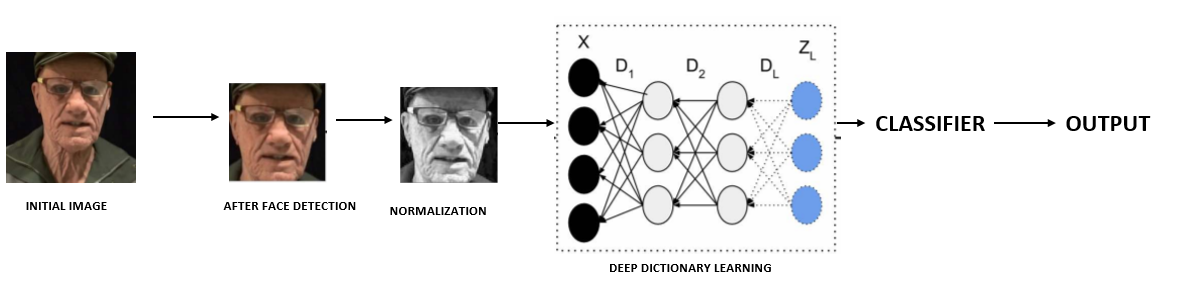 X
D1
D2
DL
ZL
CLASSIFIER
OUTPUT
INITIAL IMAGE
AFTER FACE DETECTION
NORMALIZATION
DEEP DICTIONARY LEARNING